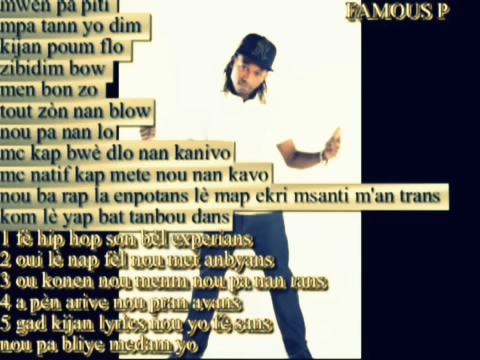 FAMOUS P
mwen pa piti
mpa tann yo dim
kijan poum flo
zibidim bow
men bon zo
tout zòn nan blow
nou pa nan lo
mc kap bwè dlo nan kanivo
mc natif kap mete nou nan kavo
nou ba rap la enpotans lè map ekri msanti m'an trans
kom lè yap bat tanbou dans
1 fè hip hop son bèl experians
2 oui lè nap fèl nou met anbyans
3 ou konen nou menm nou pa nan rans
4 a pèn arive nou pran avans
5 gad kijan lyrics nou yo fè sans
nou pa bliye medam yo